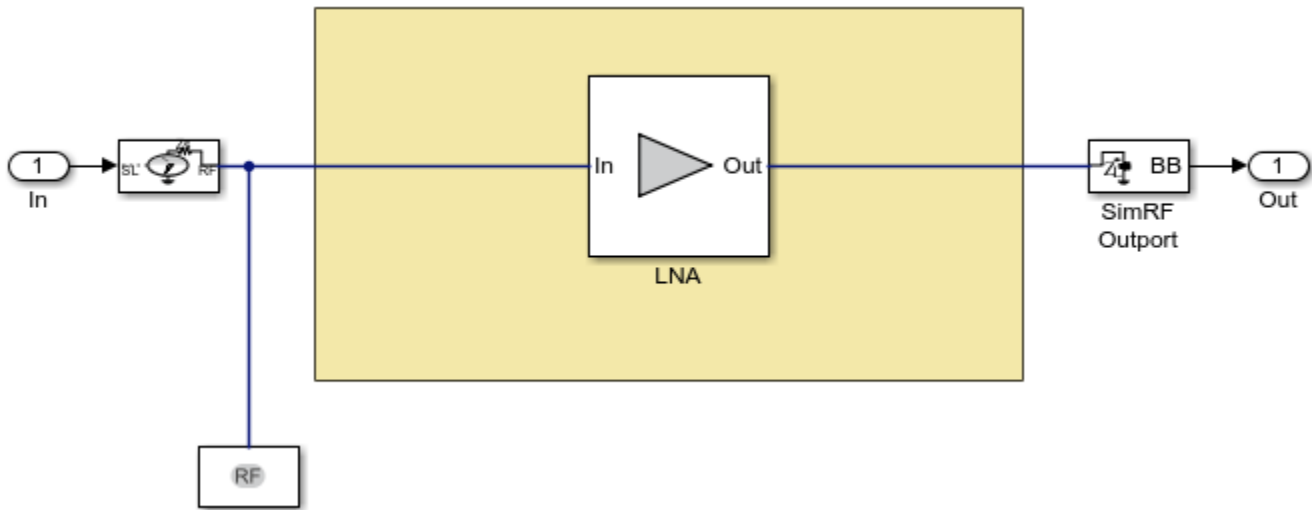 1
In
SL
RF
In
Out
LNA
BB
SimRF
Outport
1
Out
RF